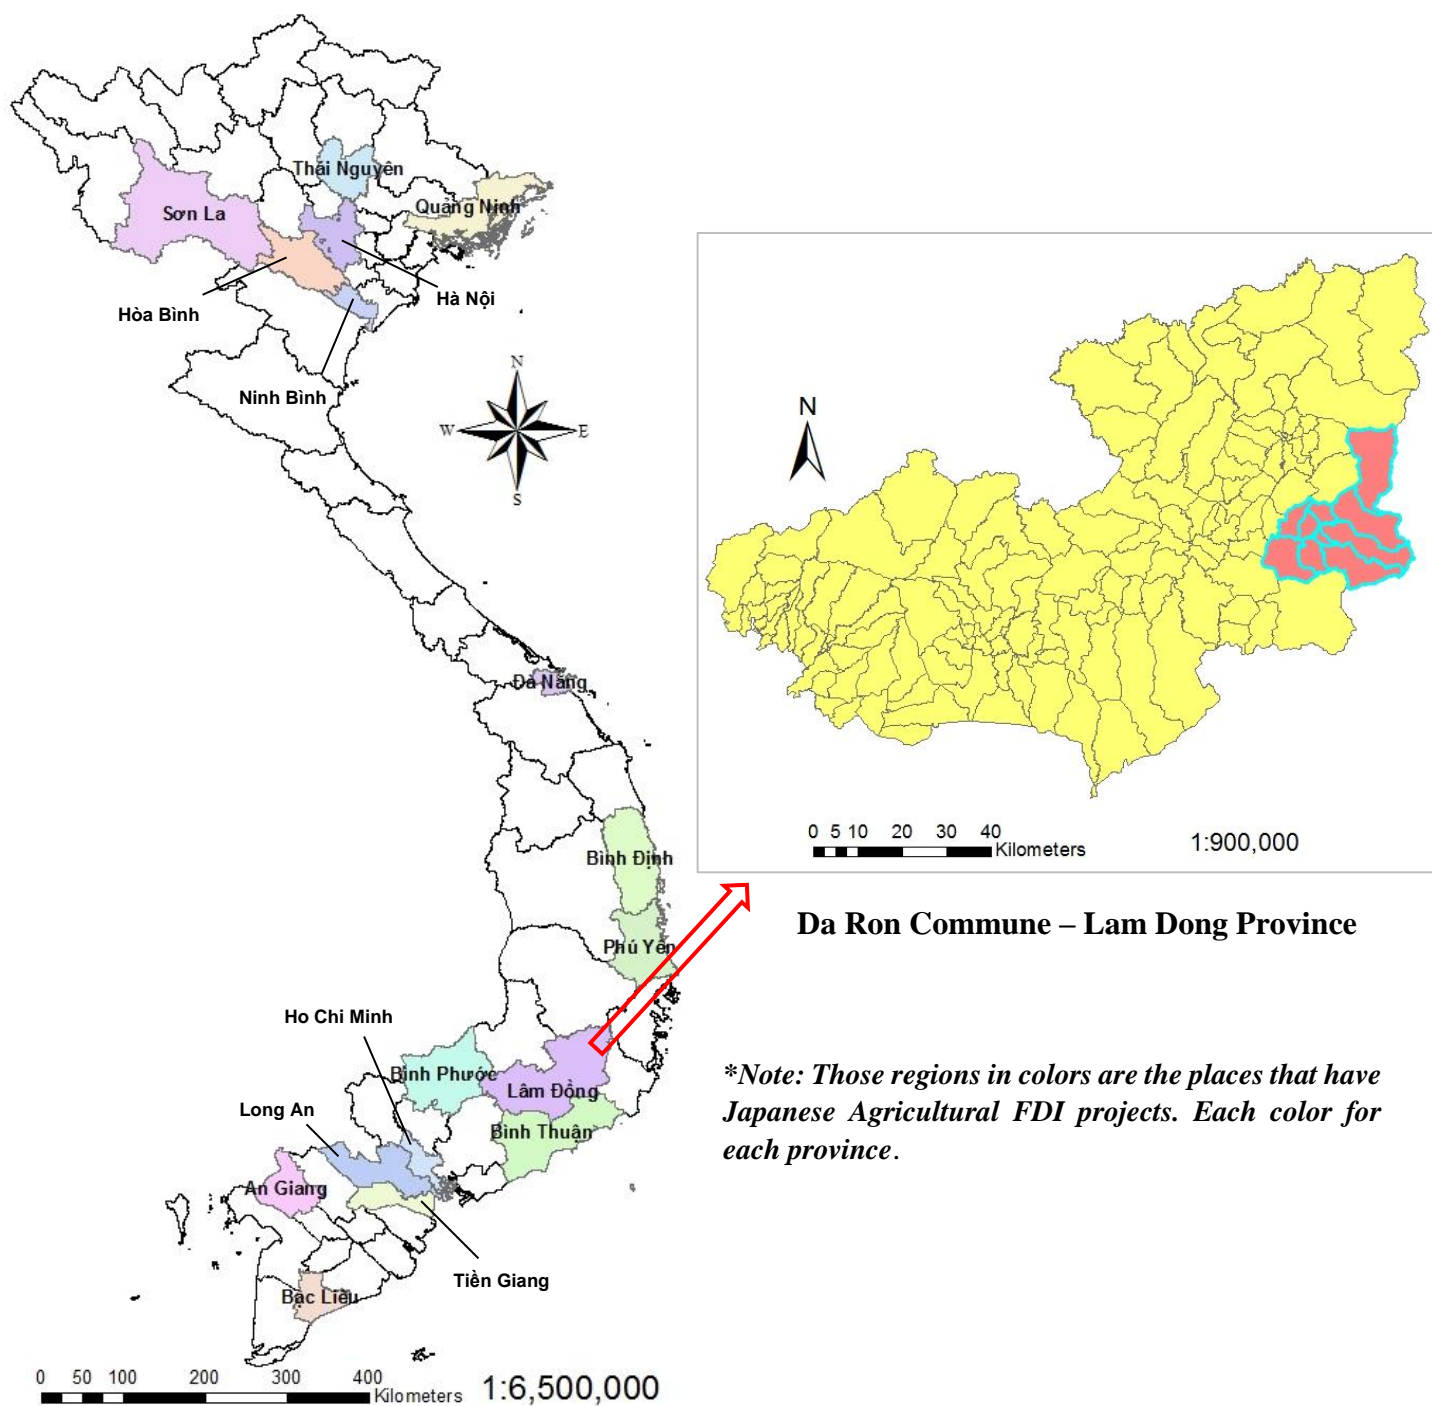 Thái Nguyên
Sơn La
Quảng Ninh
Hà Nội
Hòa Bình
Ninh Bình
N
W
E
S
Đà Nẵng
Bình Định
Phú Yên
Ho Chi Minh
Bình Phước
Lâm Đồng
Long An
Bình Thuận
An Giang
Tiền Giang
Bạc Liêu
0 50 100 200 300 400
Kilometers
1:6,500,000
N
0 5 10 20 30 40
Kilometers
1:900,000
Da Ron Commune – Lam Dong Province
*Note: Those regions in colors are the places that have
Japanese Agricultural FDI projects. Each color for
each province.